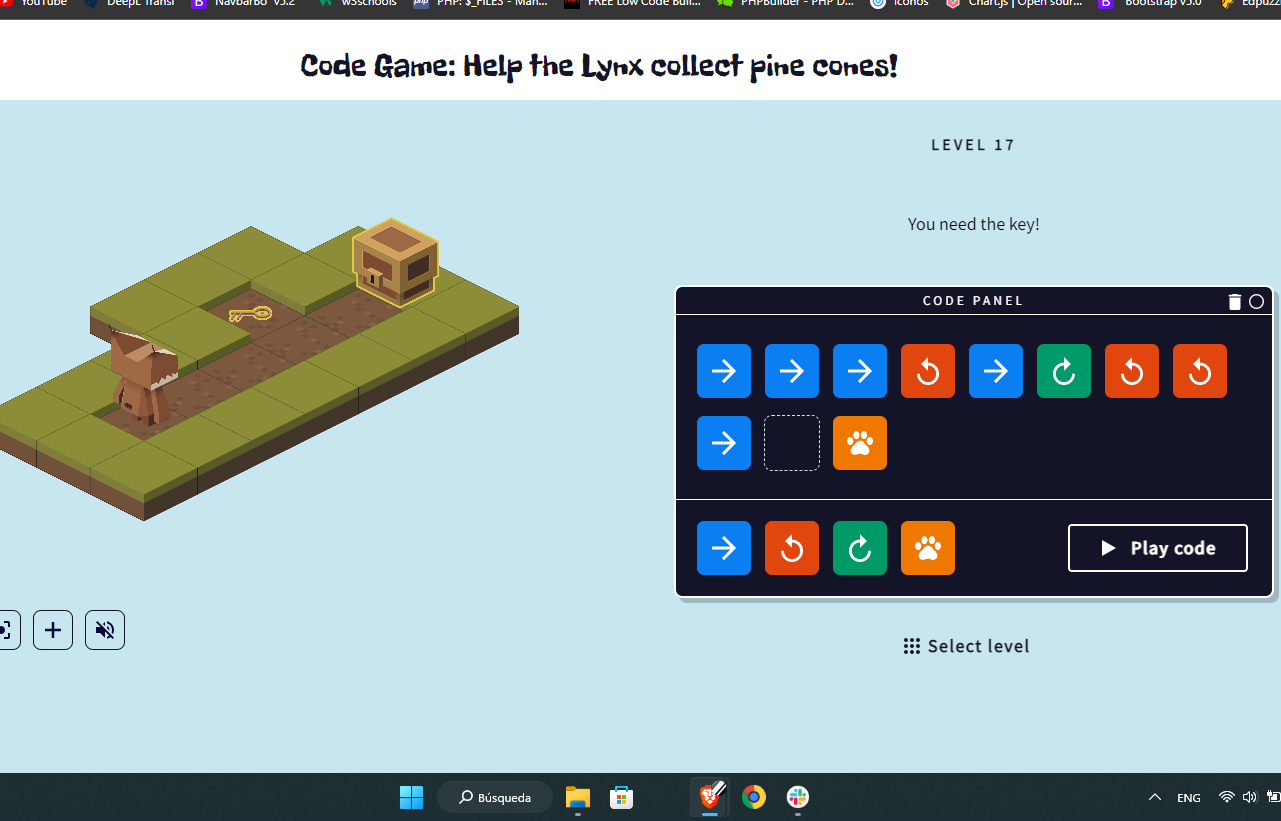 YouTube DeepL Transl B NavbarBo v5.2 w3schools php PHP: $_FILES - Man... FREE Low Code Buil... PHPBuilder - PHP D... Iconos Chart.js | Open sour... B Bootstrap v5.0 Edpuzz
Code Game: Help the Lynx collect pine cones!
LEVEL 17
You need the key!
CODE PANEL
Play code
Select level
Búsqueda
ENG